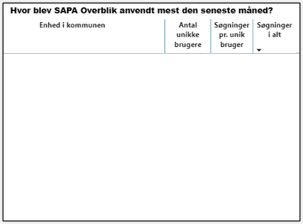 Hvor blev SAPA Overblik anvendt mest den seneste måned?
Enhed i kommunen
Antal
unikke
brugere
Søgninger
pr. unik
bruger
Søgninger
i alt